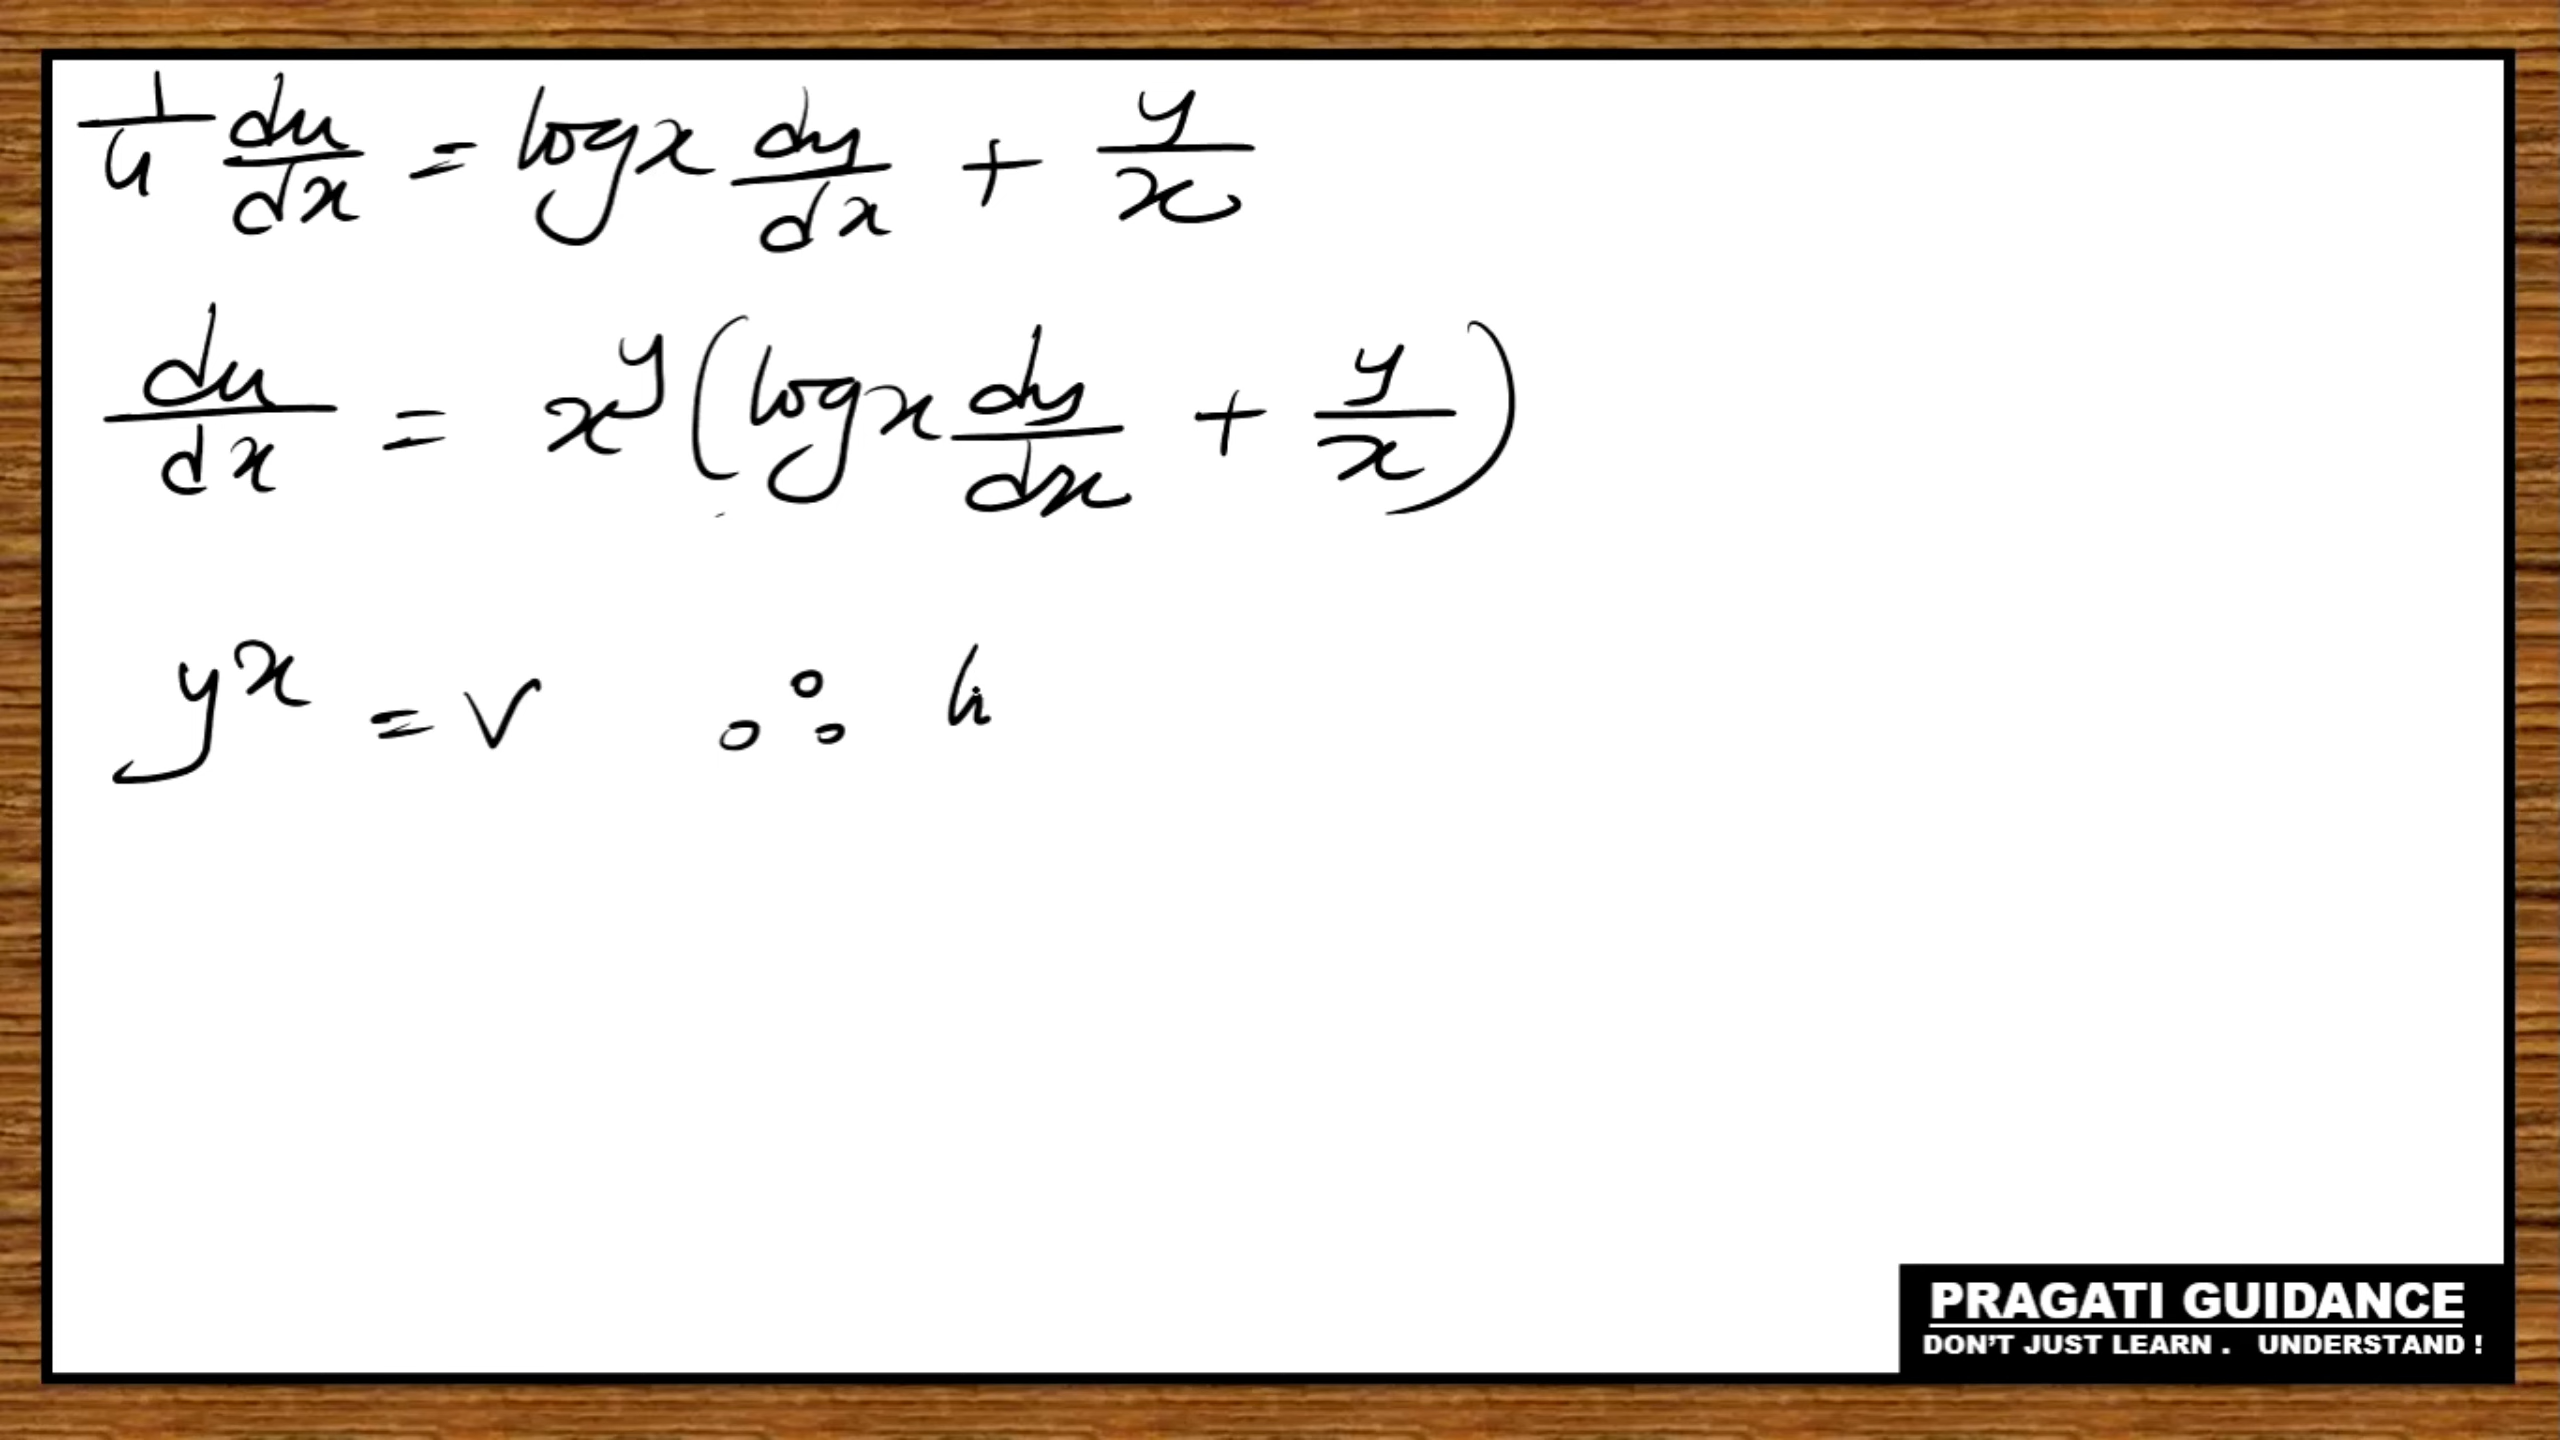 1/u du/dx = log x dy/dx + y/x
du/dx = x^y (log x dy/dx + y/x)
y^x = v ∴
PRAGATI GUIDANCE
DON'T JUST LEARN . UNDERSTAND !